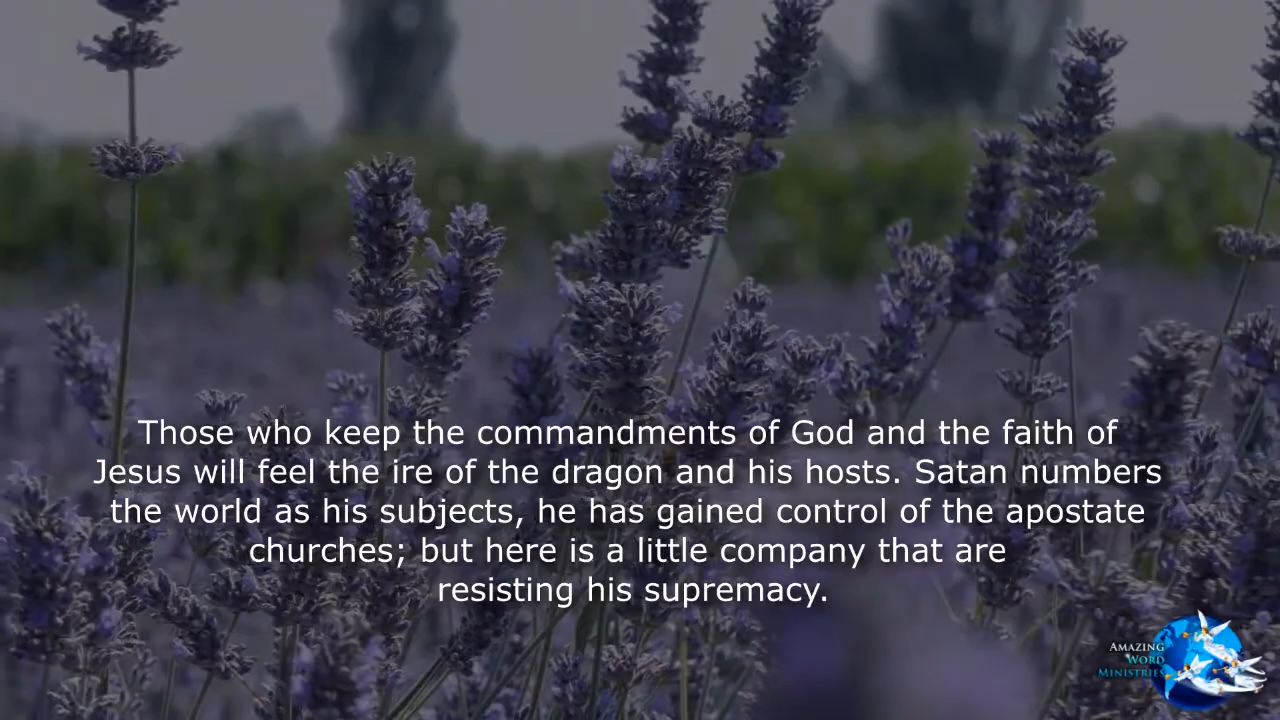 Those who keep the commandments of God and the faith of
Jesus will feel the ire of the dragon and his hosts. Satan numbers
the world as his subjects, he has gained control of the apostate
churches; but here is a little company that are
resisting his supremacy.
AMAZING
WORD
MINISTRIES